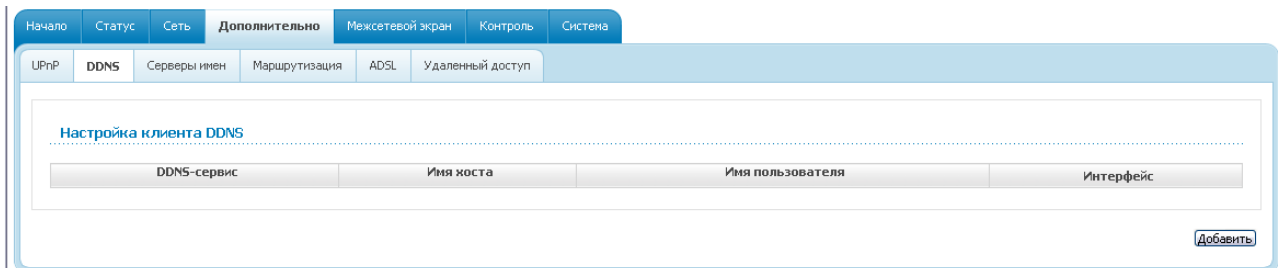 Начало Статус Сеть Дополнительно Межсетевой экран Контроль Система
UPnP DDNS Серверы имен Маршрутизация ADSL Удаленный доступ
Настройка клиента DDNS
DDNS-сервис Имя хоста Имя пользователя Интерфейс
Добавить